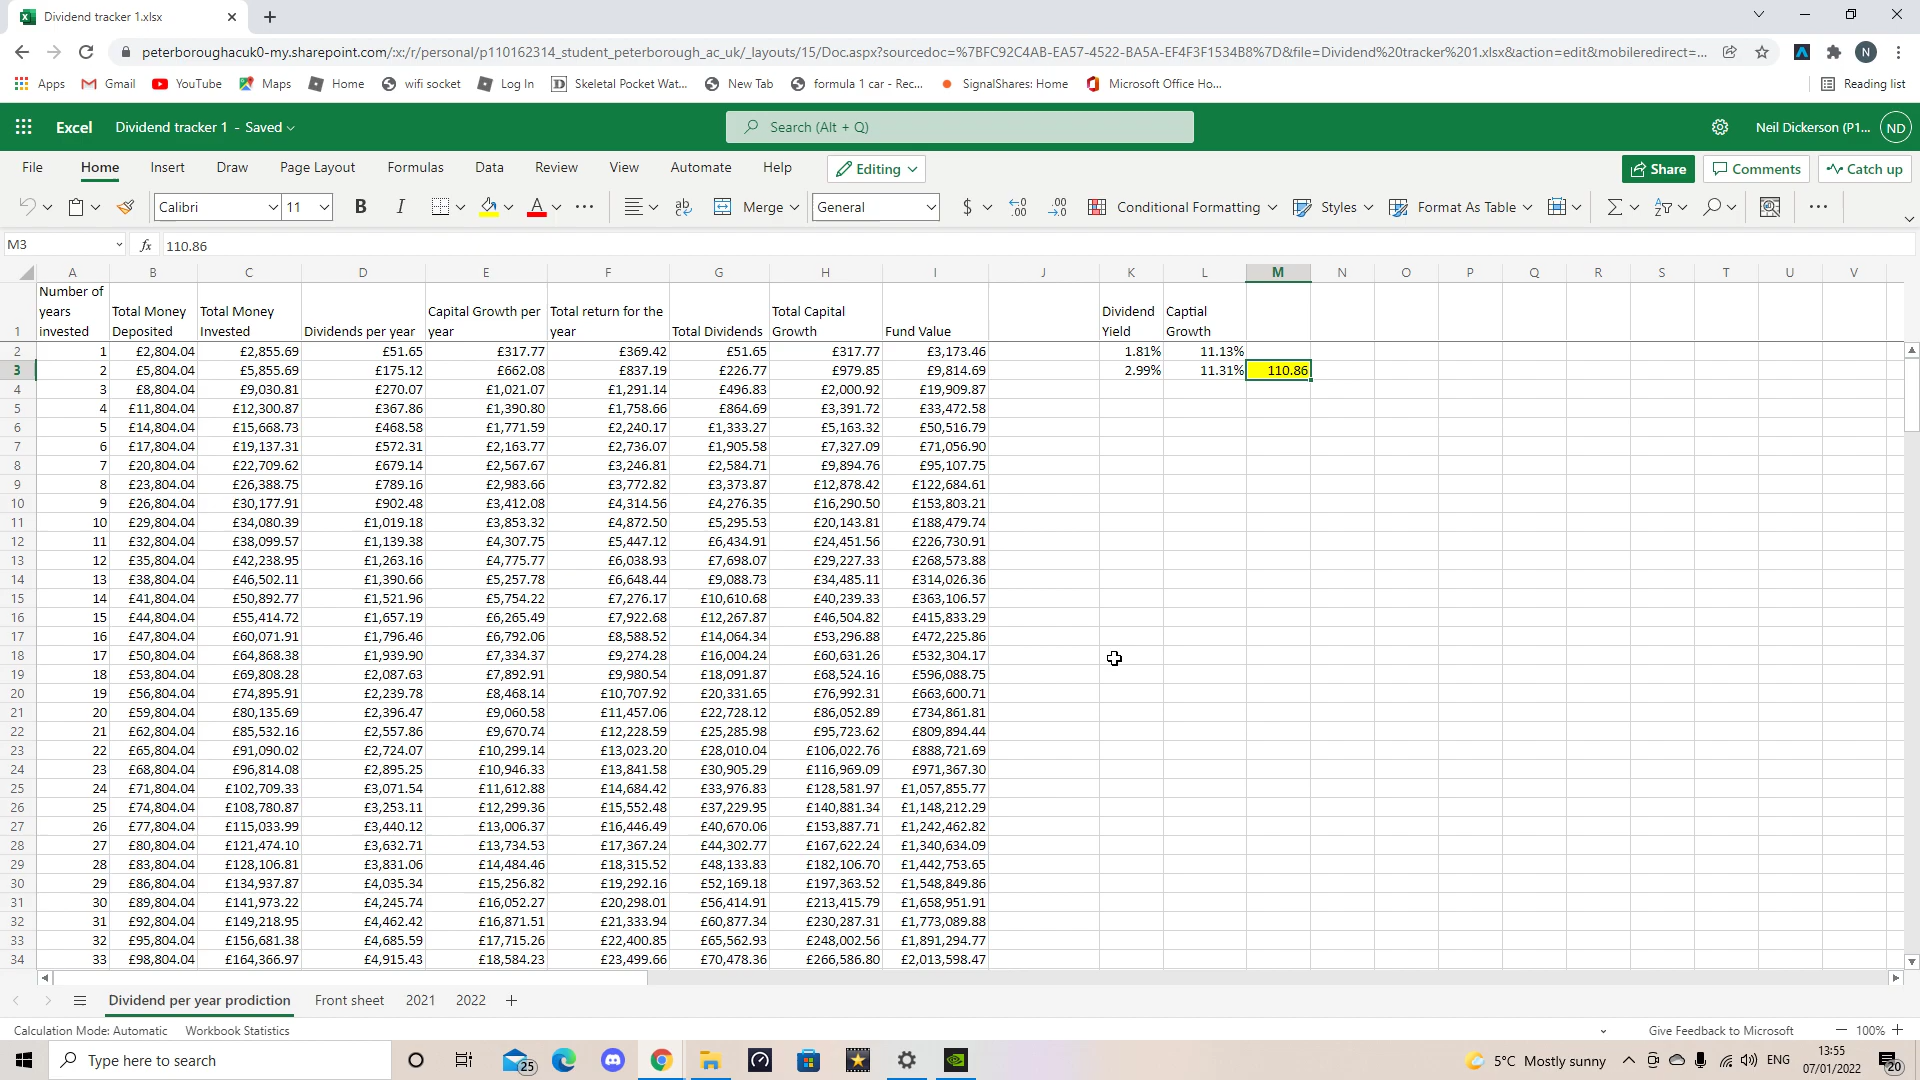 Dividend tracker 1.xlsx
peterboroughacuk0-my.sharepoint.com/:x:/r/personal/p110162314_student_peterborough_ac_uk/_layouts/15/Doc.aspx?sourcedoc=%7BFC92C4AB-EA57-4522-BA5A-EF4F3F1534B8%7D&file=Dividend%20tracker%201.xlsx&action=edit&mobileredirect=... N
Apps Gmail YouTube Maps Home wifi socket Log In Skeletal Pocket Wat... New Tab formula 1 car - Rec... SignalShares: Home Microsoft Office Ho... Reading list
Excel Dividend tracker 1 - Saved Search (Alt + Q) Neil Dickerson (P1... ND
File Home Insert Draw Page Layout Formulas Data Review View Automate Help Editing Share Comments Catch up
Calibri 11 B I A Merge General $ Conditional Formatting Styles Format As Table
M3 fx 110.86
A B C D E F G H I J K L M N O P Q R S T U V
Number of
years Total Money Total Money Capital Growth per Total return for the Total Capital Dividend Captial
1 invested Deposited Invested Dividends per year year year Total Dividends Growth Fund Value Yield Growth
2 1 £2,804.04 £2,855.69 £51.65 £317.77 £369.42 £51.65 £317.77 £3,173.46 1.81% 11.13%
3 2 £5,804.04 £5,855.69 £175.12 £662.08 £837.19 £226.77 £979.85 £9,814.69 2.99% 11.31% 110.86
4 3 £8,804.04 £9,030.81 £270.07 £1,021.07 £1,291.14 £496.83 £2,000.92 £19,909.87
5 4 £11,804.04 £12,300.87 £367.86 £1,390.80 £1,758.66 £864.69 £3,391.72 £33,472.58
6 5 £14,804.04 £15,668.73 £468.58 £1,771.59 £2,240.17 £1,333.27 £5,163.32 £50,516.79
7 6 £17,804.04 £19,137.31 £572.31 £2,163.77 £2,736.07 £1,905.58 £7,327.09 £71,056.90
8 7 £20,804.04 £22,709.62 £679.14 £2,567.67 £3,246.81 £2,584.71 £9,894.76 £95,107.75
9 8 £23,804.04 £26,388.75 £789.16 £2,983.66 £3,772.82 £3,373.87 £12,878.42 £122,684.61
10 9 £26,804.04 £30,177.91 £902.48 £3,412.08 £4,314.56 £4,276.35 £16,290.50 £153,803.21
11 10 £29,804.04 £34,080.39 £1,019.18 £3,853.32 £4,872.50 £5,295.53 £20,143.81 £188,479.74
12 11 £32,804.04 £38,099.57 £1,139.38 £4,307.75 £5,447.12 £6,434.91 £24,451.56 £226,730.91
13 12 £35,804.04 £42,238.95 £1,263.16 £4,775.77 £6,038.93 £7,698.07 £29,227.33 £268,573.88
14 13 £38,804.04 £46,502.11 £1,390.66 £5,257.78 £6,648.44 £9,088.73 £34,485.11 £314,026.36
15 14 £41,804.04 £50,892.77 £1,521.96 £5,754.22 £7,276.17 £10,610.68 £40,239.33 £363,106.57
16 15 £44,804.04 £55,414.72 £1,657.19 £6,265.49 £7,922.68 £12,267.87 £46,504.82 £415,833.29
17 16 £47,804.04 £60,071.91 £1,796.46 £6,792.06 £8,588.52 £14,064.34 £53,296.88 £472,225.86
18 17 £50,804.04 £64,868.38 £1,939.90 £7,334.37 £9,274.28 £16,004.24 £60,631.26 £532,304.17
19 18 £53,804.04 £69,808.28 £2,087.63 £7,892.91 £9,980.54 £18,091.87 £68,524.16 £596,088.75
20 19 £56,804.04 £74,895.91 £2,239.78 £8,468.14 £10,707.92 £20,331.65 £76,992.31 £663,600.71
21 20 £59,804.04 £80,135.69 £2,396.47 £9,060.58 £11,457.06 £22,728.12 £86,052.89 £734,861.81
22 21 £62,804.04 £85,532.16 £2,557.86 £9,670.74 £12,228.59 £25,285.98 £95,723.62 £809,894.44
23 22 £65,804.04 £91,090.02 £2,724.07 £10,299.14 £13,023.20 £28,010.04 £106,022.76 £888,721.69
24 23 £68,804.04 £96,814.08 £2,895.25 £10,946.33 £13,841.58 £30,905.29 £116,969.09 £971,367.30
25 24 £71,804.04 £102,709.33 £3,071.54 £11,612.88 £14,684.42 £33,976.83 £128,581.97 £1,057,855.77
26 25 £74,804.04 £108,780.87 £3,253.11 £12,299.36 £15,552.48 £37,229.95 £140,881.34 £1,148,212.29
27 26 £77,804.04 £115,033.99 £3,440.12 £13,006.37 £16,446.49 £40,670.06 £153,887.71 £1,242,462.82
28 27 £80,804.04 £121,474.10 £3,632.71 £13,734.53 £17,367.24 £44,302.77 £167,622.24 £1,340,634.09
29 28 £83,804.04 £128,106.81 £3,831.06 £14,484.46 £18,315.52 £48,133.83 £182,106.70 £1,442,753.65
30 29 £86,804.04 £134,937.87 £4,035.34 £15,256.82 £19,292.16 £52,169.18 £197,363.52 £1,548,849.86
31 30 £89,804.04 £141,973.22 £4,245.74 £16,052.27 £20,298.01 £56,414.91 £213,415.79 £1,658,951.91
32 31 £92,804.04 £149,218.95 £4,462.42 £16,871.51 £21,333.94 £60,877.34 £230,287.31 £1,773,089.88
33 32 £95,804.04 £156,681.38 £4,685.59 £17,715.26 £22,400.85 £65,562.93 £248,002.56 £1,891,294.77
34 33 £98,804.04 £164,366.97 £4,915.43 £18,584.23 £23,499.66 £70,478.36 £266,586.80 £2,013,598.47
Dividend per year prodiction Front sheet 2021 2022
Calculation Mode: Automatic Workbook Statistics Give Feedback to Microsoft 100%
Type here to search 25 5°C Mostly sunny ENG 13:55
07/01/2022 20